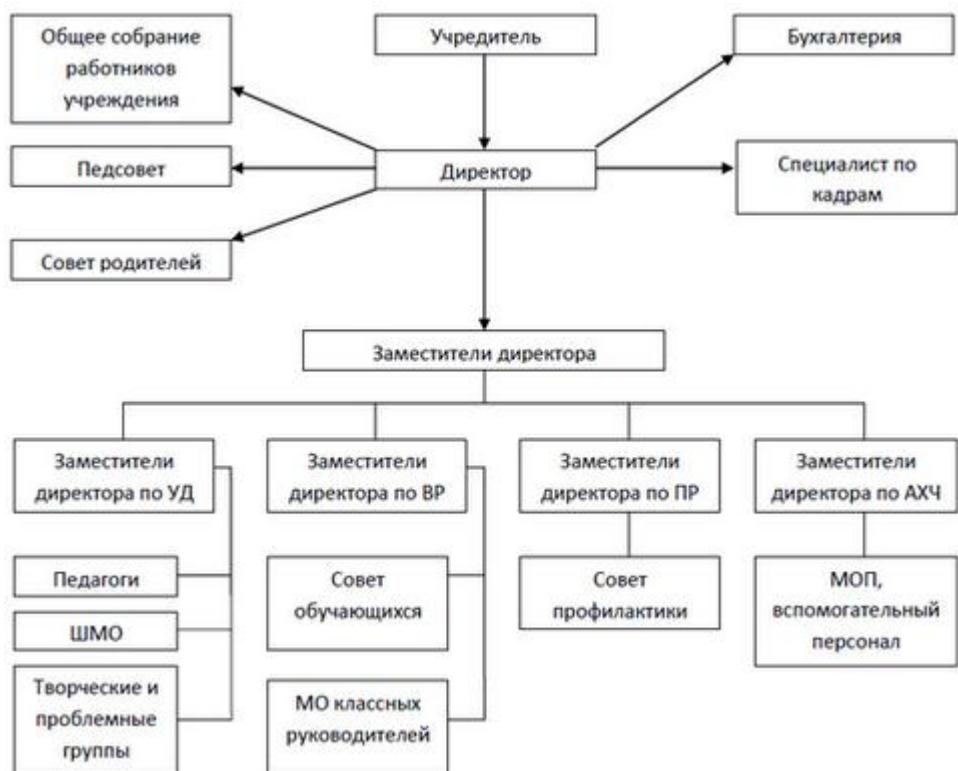 Общее собрание
работников
учреждения
Учредитель
Бухгалтерия
Педсовет
Директор
Специалист по
кадрам
Совет родителей
Заместители директора
Заместители
директора по УД
Заместители
директора по ВР
Заместители
директора по ПР
Заместители
директора по АХЧ
Педагоги
ШМО
Творческие и
проблемные
группы
Совет
обучающихся
МО классных
руководителей
Совет
профилактики
МОП,
вспомогательный
персонал